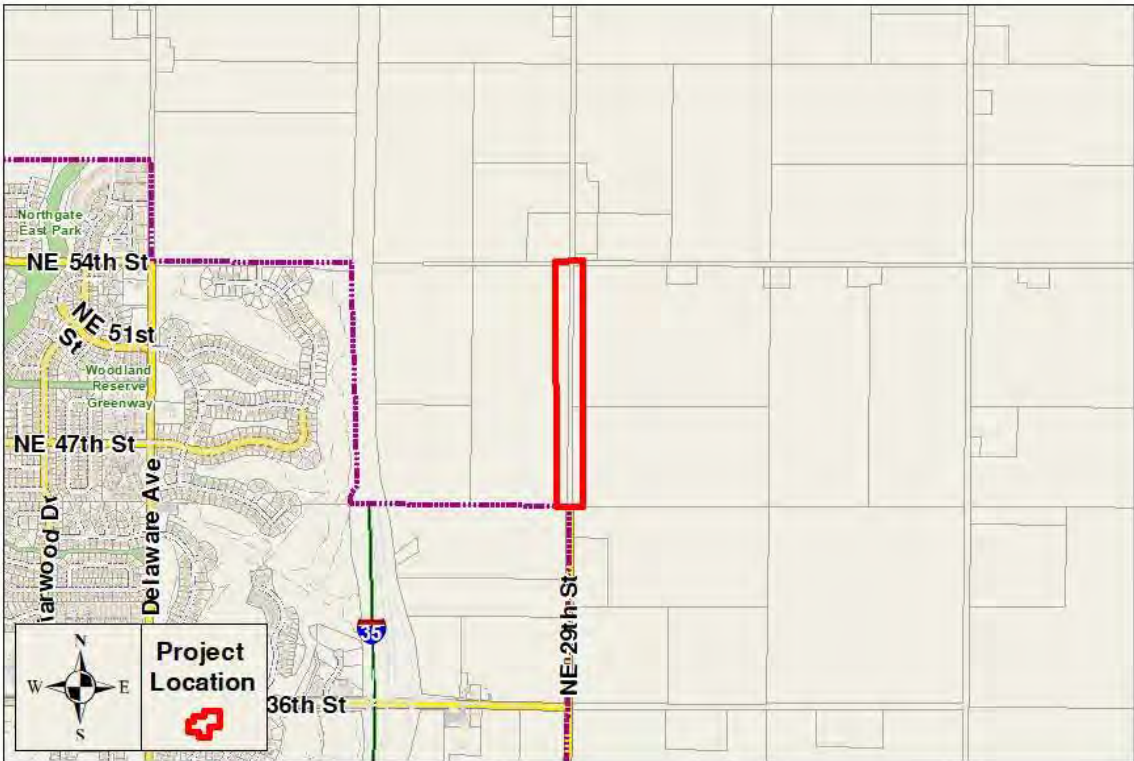 Northgate
East Park
NE 54th St
NE 51st
St
Woodland
Reserve
Greenway
NE 47th St
Delaware Ave
NE 29th St
35
36th St
N
W
E
S
Project
Location